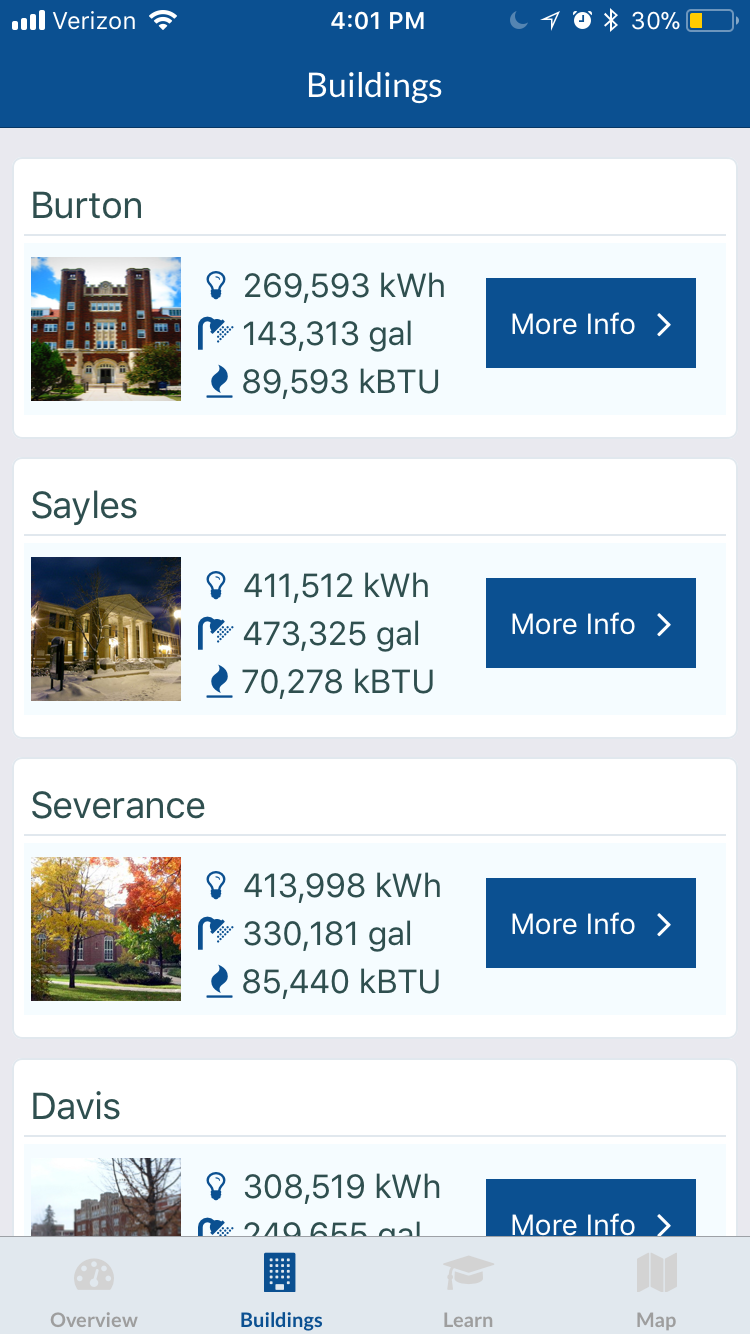 Verizon 4:01 PM 30%
Buildings
Burton
269,593 kWh
143,313 gal
89,593 kBTU
More Info
Sayles
411,512 kWh
473,325 gal
70,278 kBTU
More Info
Severance
413,998 kWh
330,181 gal
85,440 kBTU
More Info
Davis
308,519 kWh
249,655 gal
More Info
Overview Buildings Learn Map